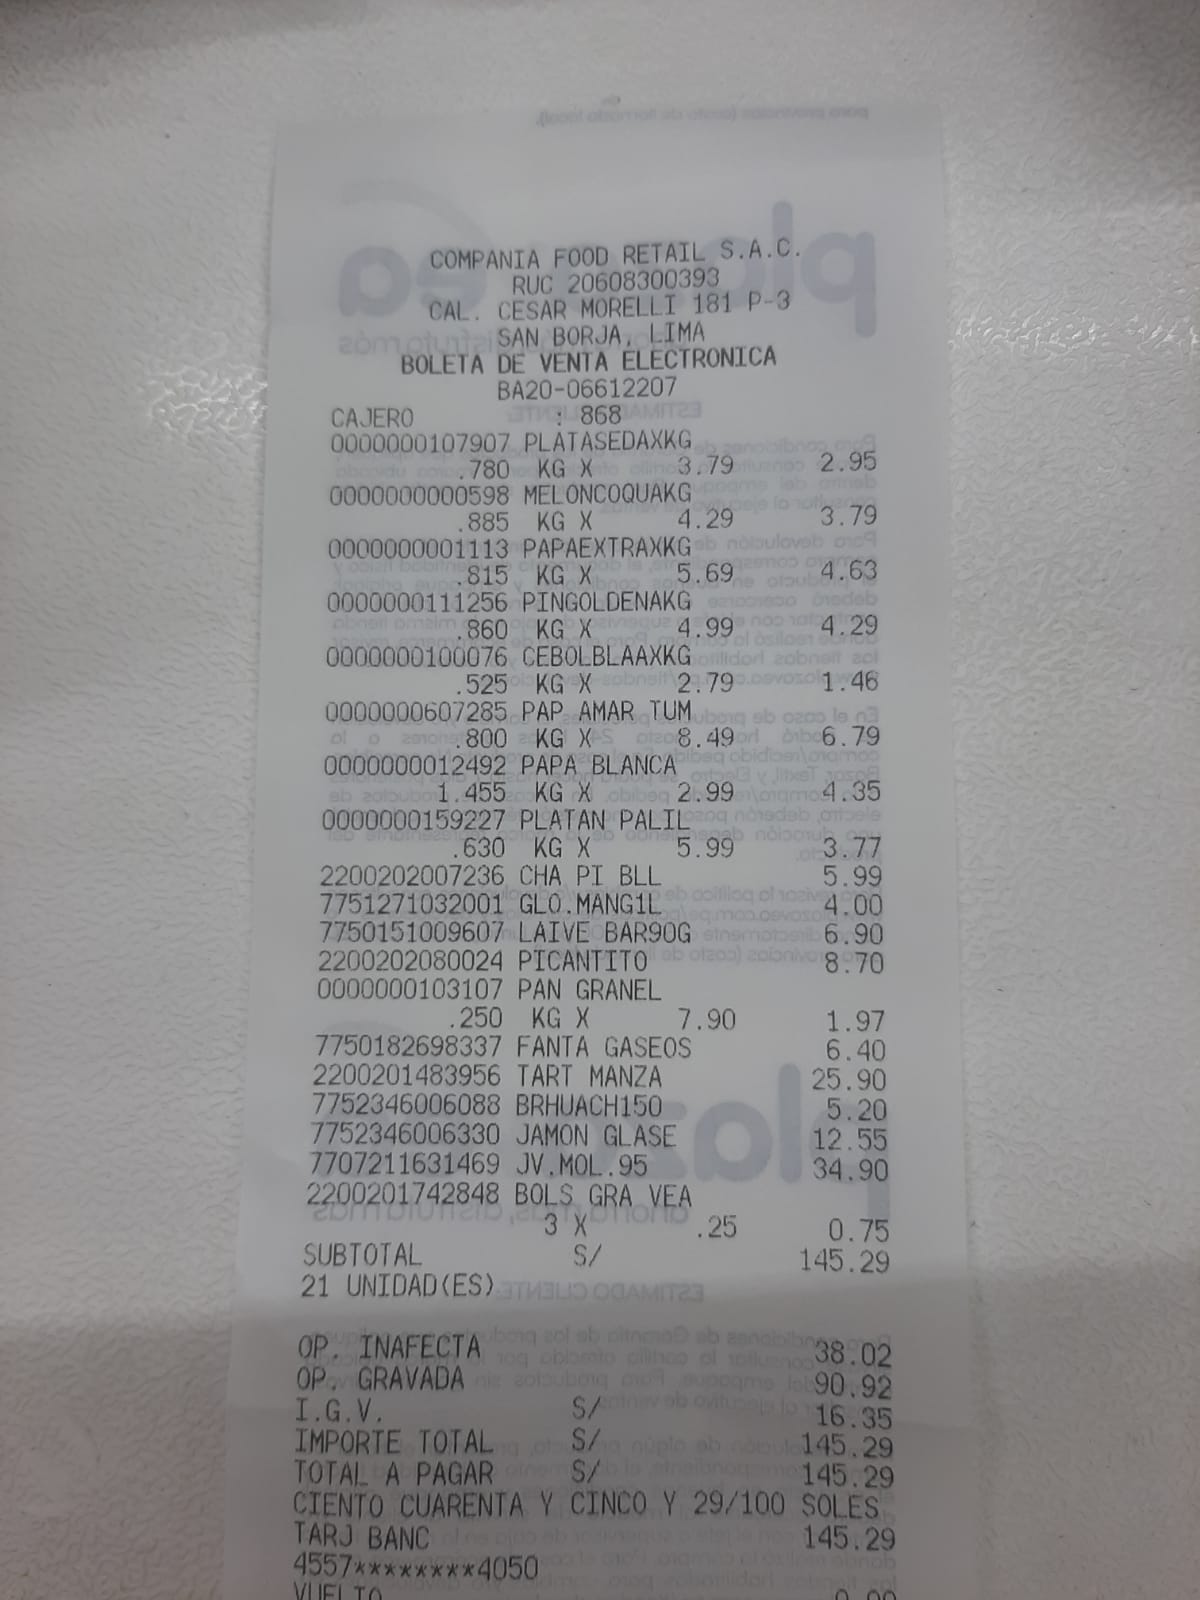 COMPANIA FOOD RETAIL S.A.C.
RUC 20608300393
CAL. CESAR MORELLI 181 P-3
SAN BORJA, LIMA
BOLETA DE VENTA ELECTRONICA
BA20-06612207
CAJERO : 868
0000000107907 PLATASEDAXKG
.780 KG X 3.79 2.95
0000000000598 MELONCOQUAKG
.885 KG X 4.29 3.79
0000000001113 PAPAEXTRAXKG
.815 KG X 5.69 4.63
0000000111256 PINGOLDENAKG
.860 KG X 4.99 4.29
0000000100076 CEBOLBLAAXKG
.525 KG X 2.79 1.46
0000000607285 PAP AMAR TUM
.800 KG X 8.49 6.79
0000000012492 PAPA BLANCA
1.455 KG X 2.99 4.35
0000000159227 PLATAN PALIL
.630 KG X 5.99 3.77
2200202007236 CHA PI BLL 5.99
7751271032001 GLO.MANG1L 4.00
7750151009607 LAIVE BAR90G 6.90
2200202080024 PICANTITO 8.70
0000000103107 PAN GRANEL
.250 KG X 7.90 1.97
7750182698337 FANTA GASEOS 6.40
2200201483956 TART MANZA 25.90
7752346006088 BRHUACH150 5.20
7752346006330 JAMON GLASE 12.55
7707211631469 JV.MOL.95 34.90
2200201742848 BOLS GRA VEA
3 X .25 0.75
SUBTOTAL S/ 145.29
21 UNIDAD(ES)
OP. INAFECTA 38.02
OP. GRAVADA 90.92
I.G.V. S/ 16.35
IMPORTE TOTAL S/ 145.29
TOTAL A PAGAR S/ 145.29
CIENTO CUARENTA Y CINCO Y 29/100 SOLES
TARJ BANC 145.29
4557********4050
VUELTO 0.00